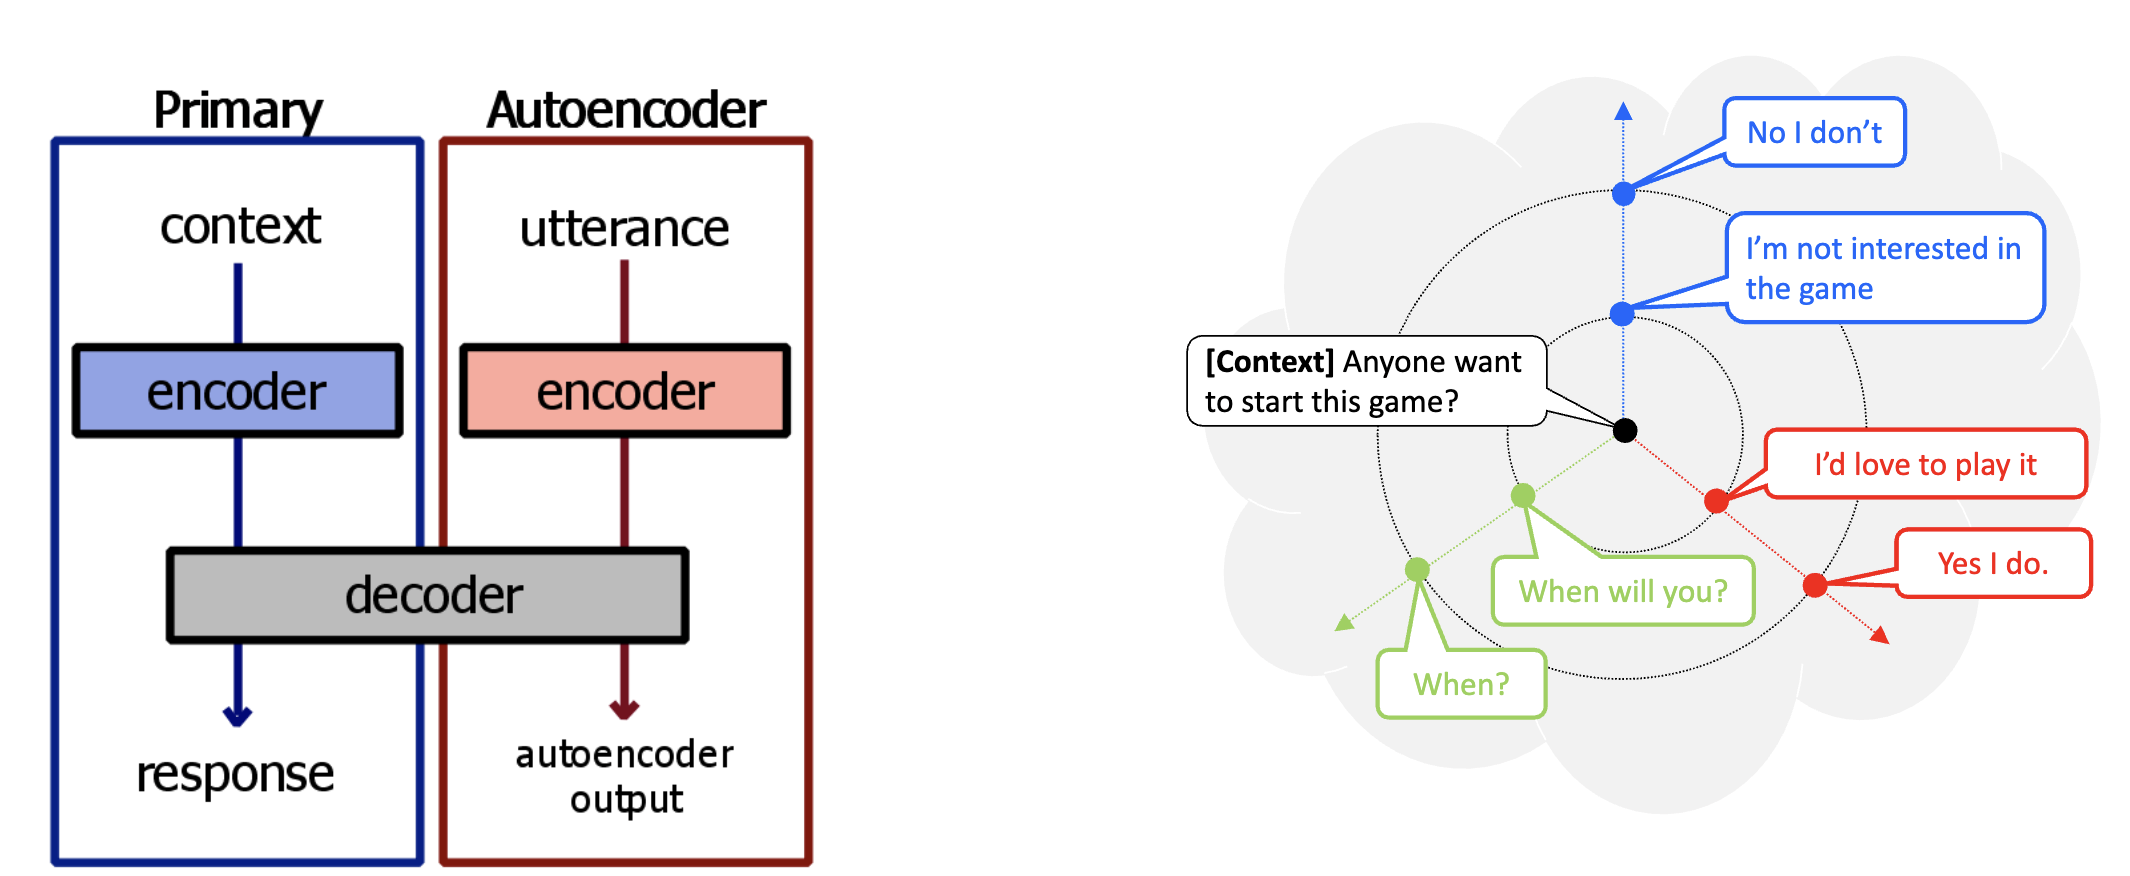 Primary
Autoencoder
context
utterance
encoder
encoder
decoder
response
autoencoder
output
No I don’t
I’m not interested in
the game
[Context] Anyone want
to start this game?
I’d love to play it
Yes I do.
When will you?
When?